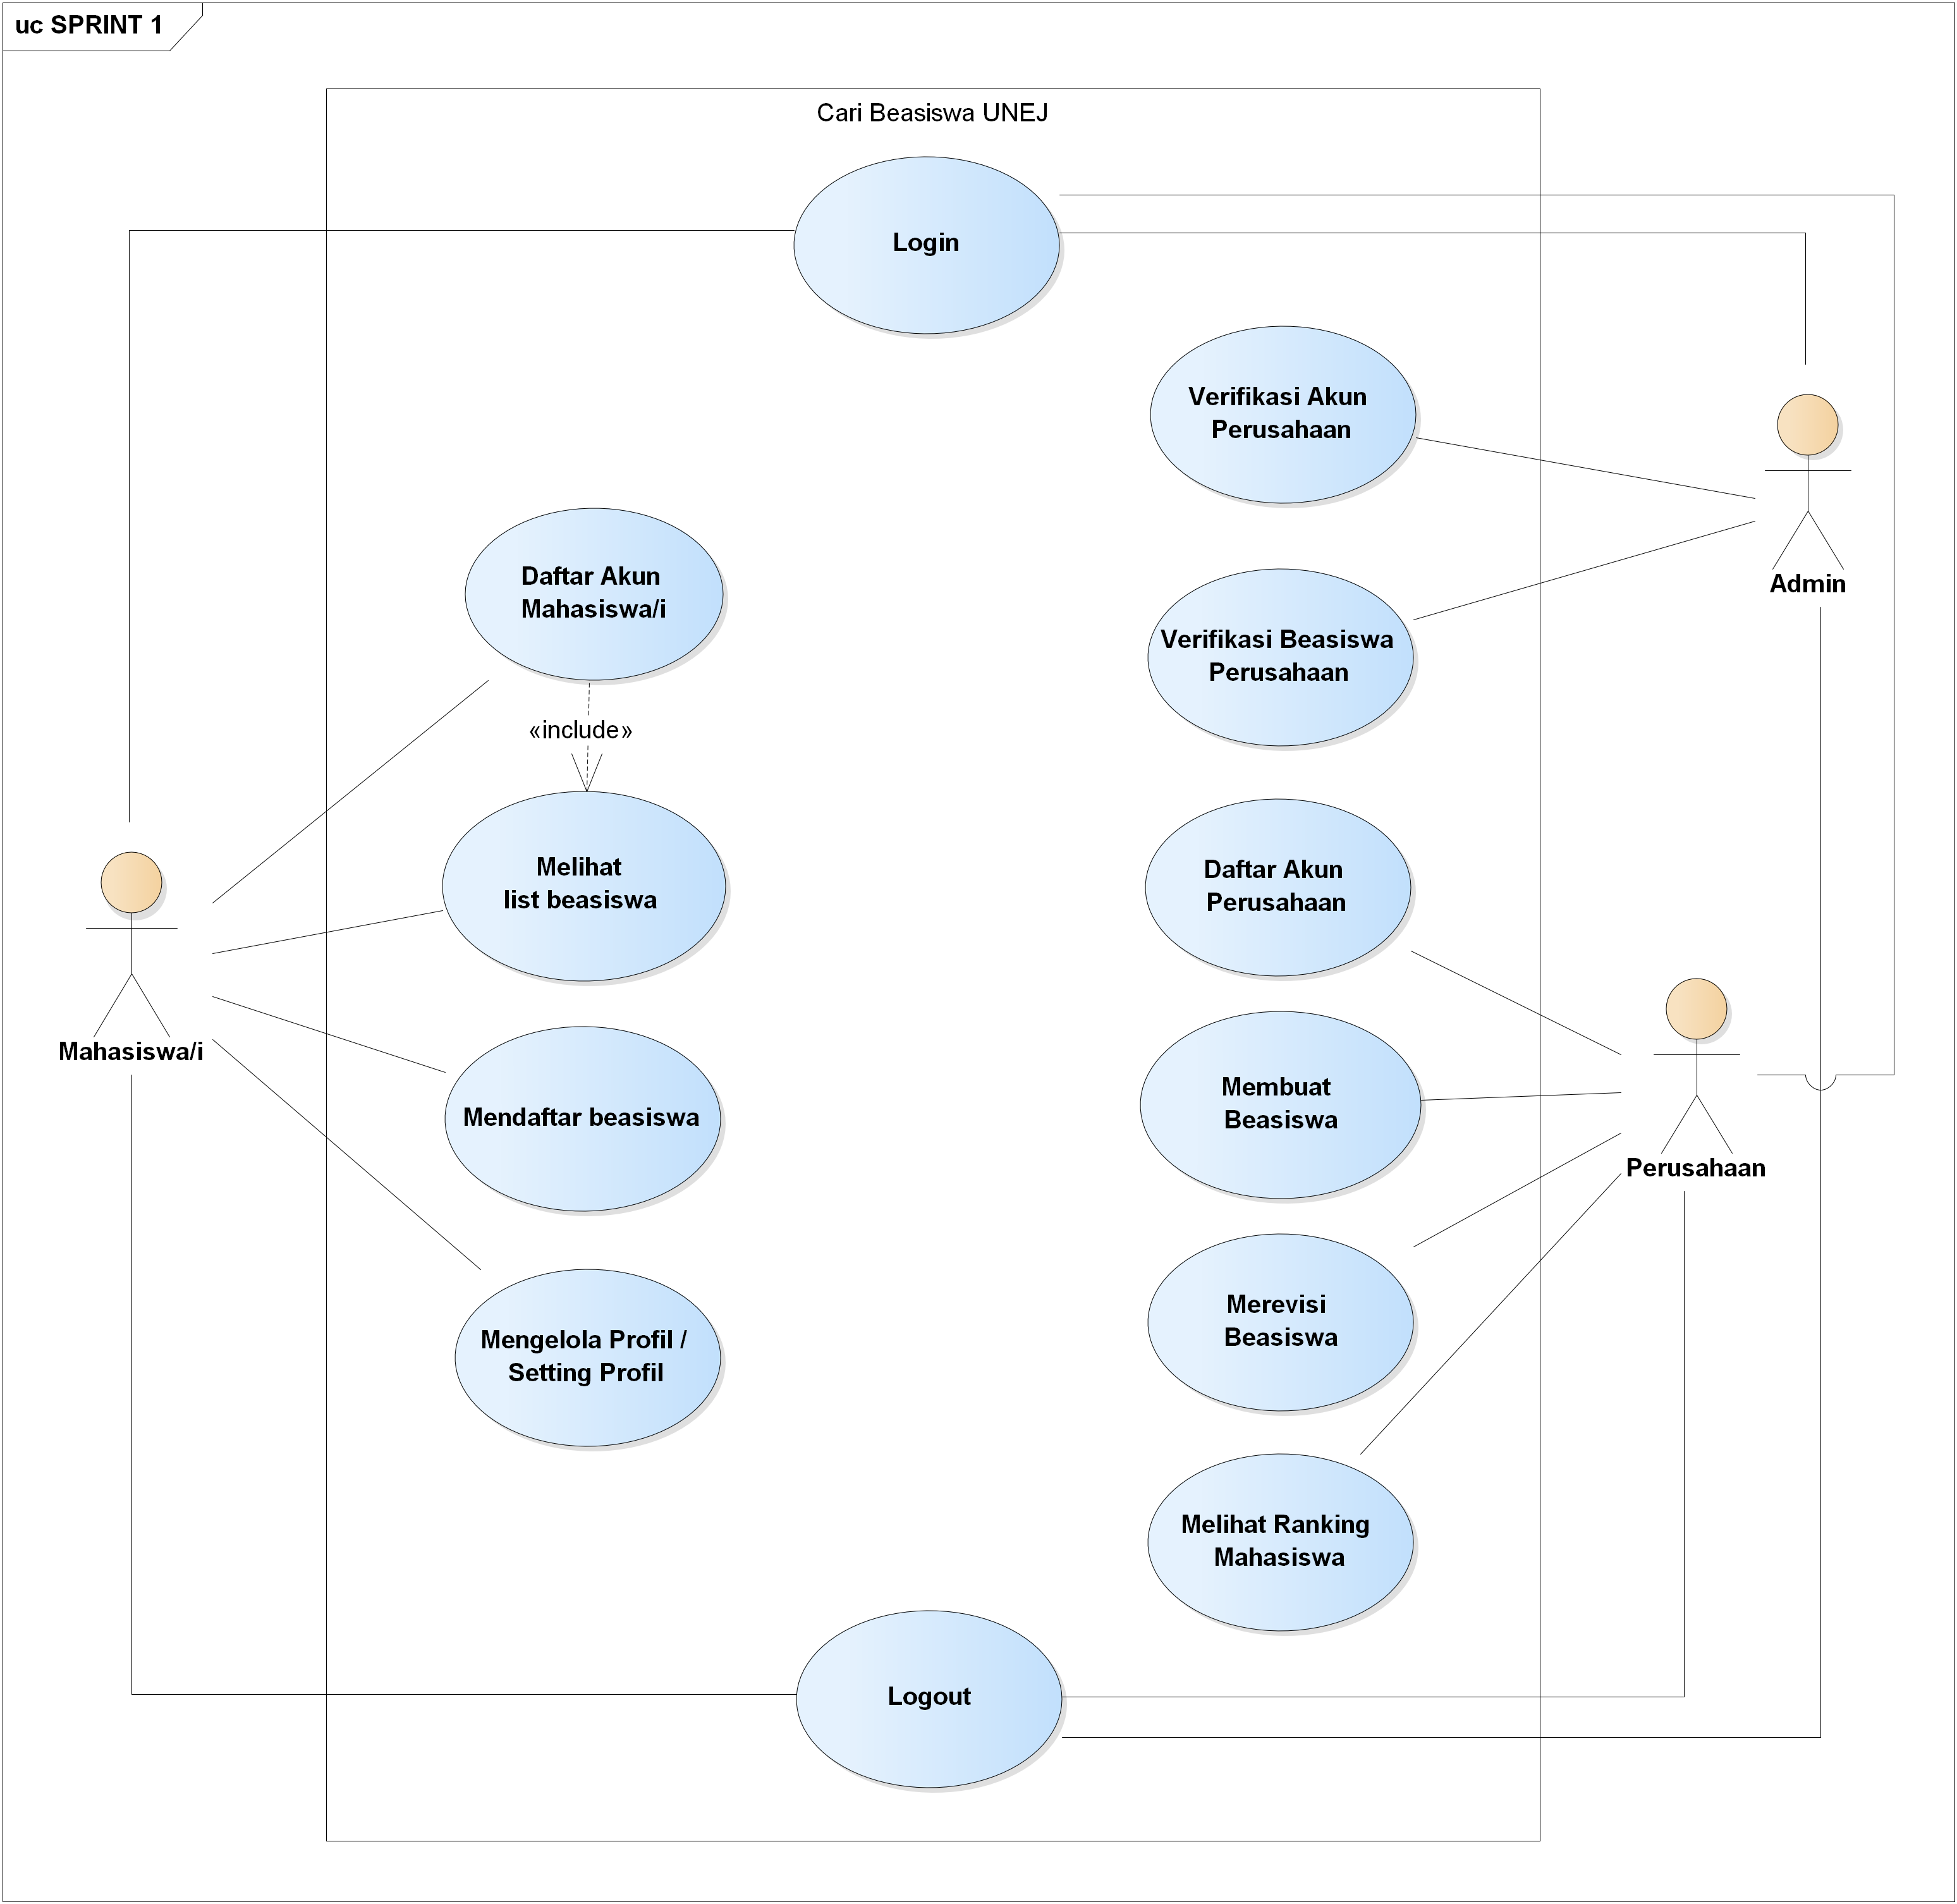 uc SPRINT 1
Cari Beasiswa UNEJ
Login
Verifikasi Akun
Perusahaan
Admin
Daftar Akun
Mahasiswa/i
Verifikasi Beasiswa
Perusahaan
«include»
Melihat
list beasiswa
Daftar Akun
Perusahaan
Mahasiswa/i
Mendaftar beasiswa
Membuat
Beasiswa
Perusahaan
Mengelola Profil /
Setting Profil
Merevisi
Beasiswa
Melihat Ranking
Mahasiswa
Logout